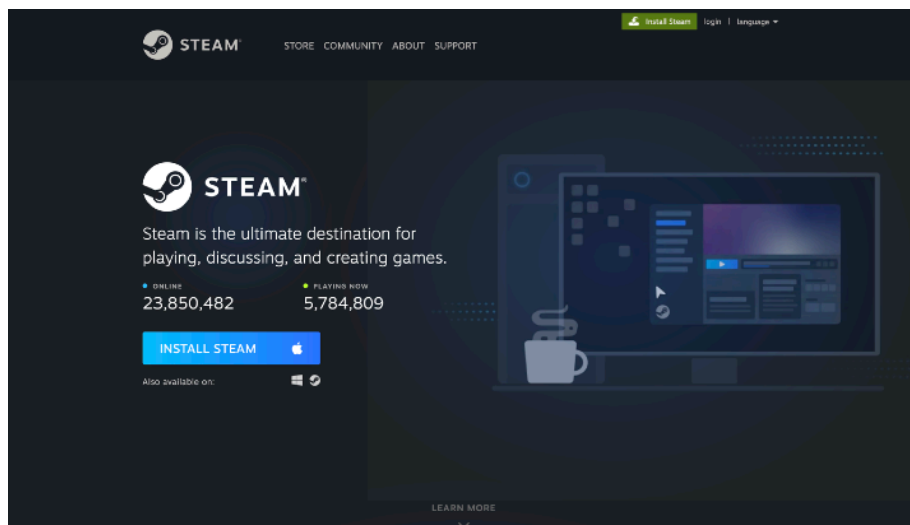 Install Steam login | language
STEAM®
STORE COMMUNITY ABOUT SUPPORT
STEAM®
Steam is the ultimate destination for
playing, discussing, and creating games.
ONLINE PLAYING NOW
23,850,482 5,784,809
INSTALL STEAM
Also available on:
LEARN MORE